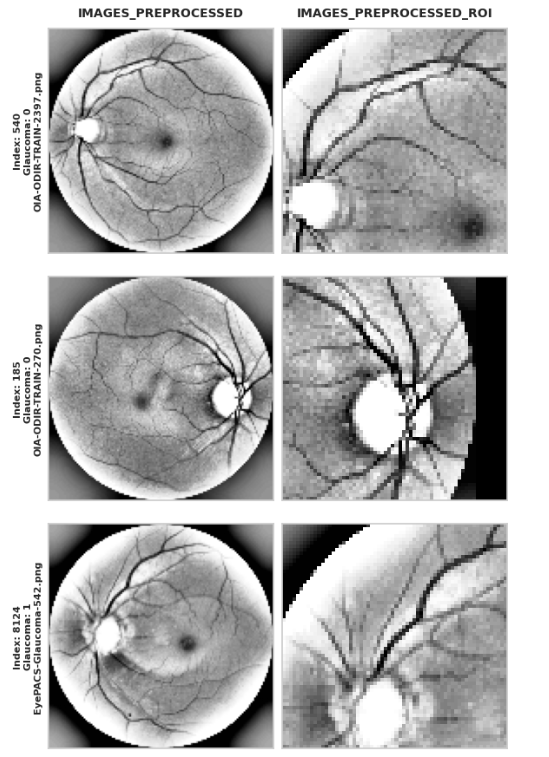 IMAGES_PREPROCESSED
IMAGES_PREPROCESSED_ROI
Index: 540
Glaucoma: 0
OIA-ODIR-TRAIN-2397.png
Index: 185
Glaucoma: 0
OIA-ODIR-TRAIN-270.png
Index: 8124
Glaucoma: 1
EyePACS-Glaucoma-542.png